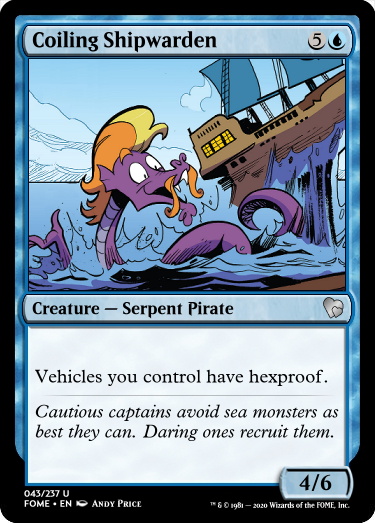 Coiling Shipwarden 5
Creature — Serpent Pirate
Vehicles you control have hexproof.
Cautious captains avoid sea monsters as
best they can. Daring ones recruit them.
4/6
043/237 U
FOME • EN Andy Price
™ & © 1981 — 2020 Wizards of the FOME, Inc.